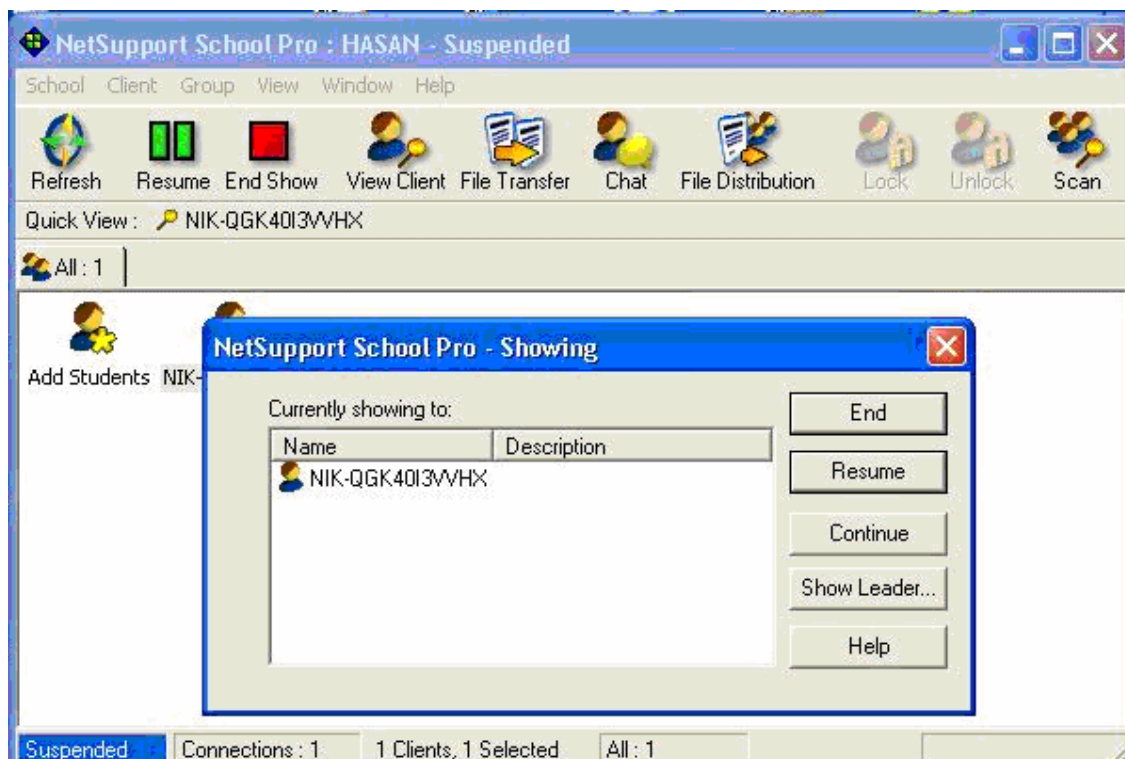 NetSupport School Pro : HASAN - Suspended
School Client Group View Window Help
Refresh Resume End Show View Client File Transfer Chat File Distribution Lock Unlock Scan
Quick View : NIK-QGK40I3VVHX
All : 1
Add Students NIK-
NetSupport School Pro - Showing
Currently showing to:
Name Description
NIK-QGK40I3VVHX
End
Resume
Continue
Show Leader...
Help
Suspended Connections : 1 1 Clients, 1 Selected All : 1